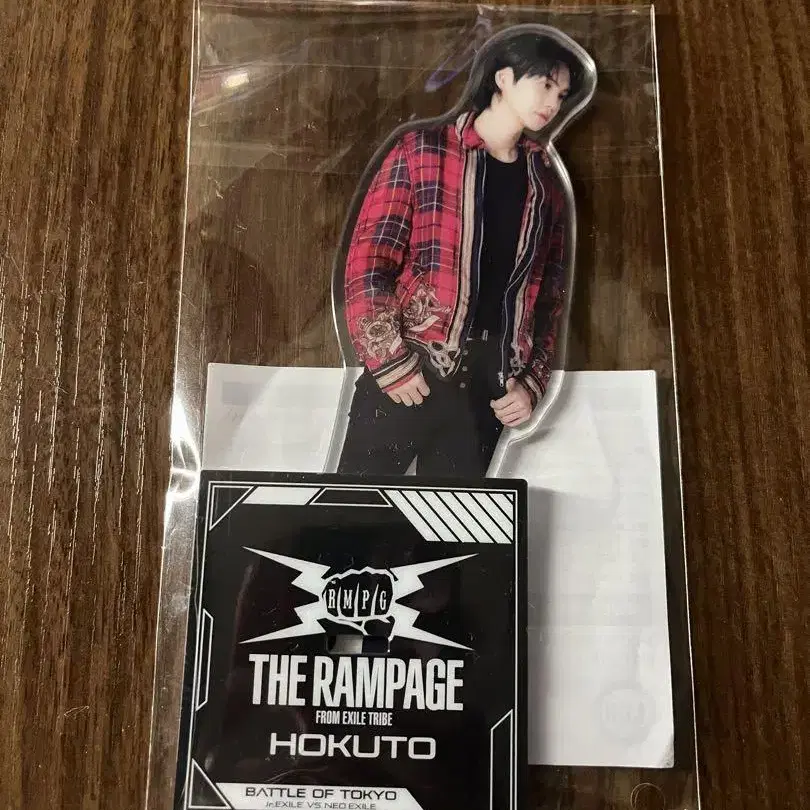 RMPG
THE RAMPAGE
FROM EXILE TRIBE
HOKUTO
BATTLE OF TOKYO
Jr.EXILE VS NEO EXILE